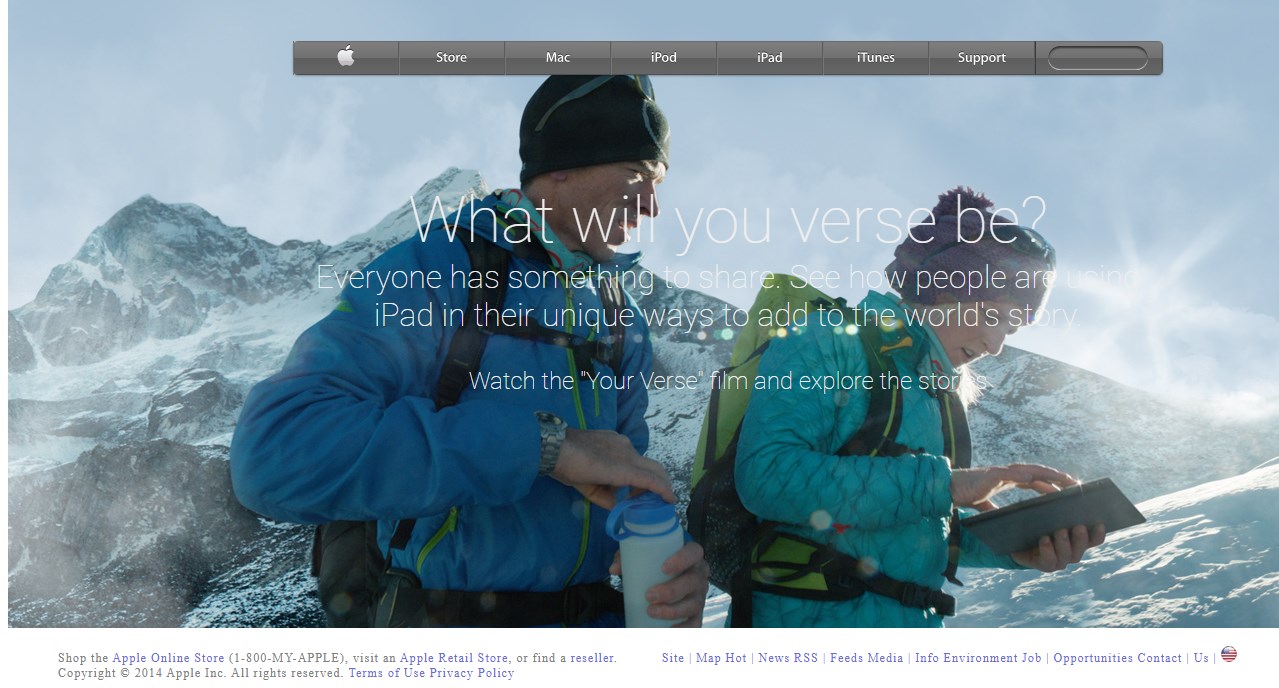 Store Mac iPod iPad iTunes Support
What will you verse be?
Everyone has something to share. See how people are using
iPad in their unique ways to add to the world's story
Watch the "Your Verse" film and explore the stories
Shop the Apple Online Store (1-800-MY-APPLE), visit an Apple Retail Store, or find a reseller.
Site | Map Hot | News RSS | Feeds Media | Info Environment Job | Opportunities Contact | Us |
Copyright © 2014 Apple Inc. All rights reserved. Terms of Use Privacy Policy